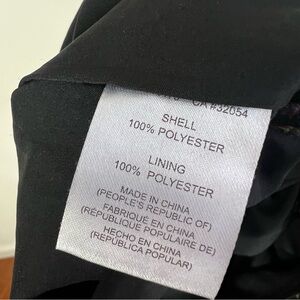 CA #32054
SHELL
100% POLYESTER
LINING
100% POLYESTER
MADE IN CHINA
(PEOPLE'S REPUBLIC OF)
FABRIQUÉ EN CHINA
(RÉPUBLIQUE POPULAIRE DE)
HECHO EN CHINA
(REPÚBLICA POPULAR)